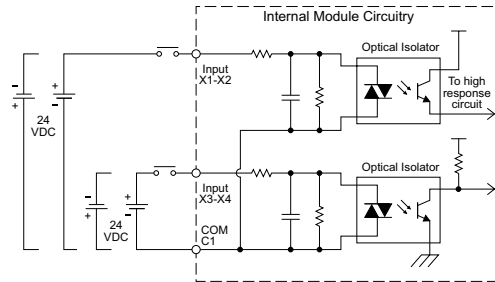 Internal Module Circuitry
Optical Isolator
Input
X1-X2
To high
response
circuit
-
+
+
-
24
VDC
Optical Isolator
Input
X3-X4
-
+
+
-
24
VDC
COM
C1